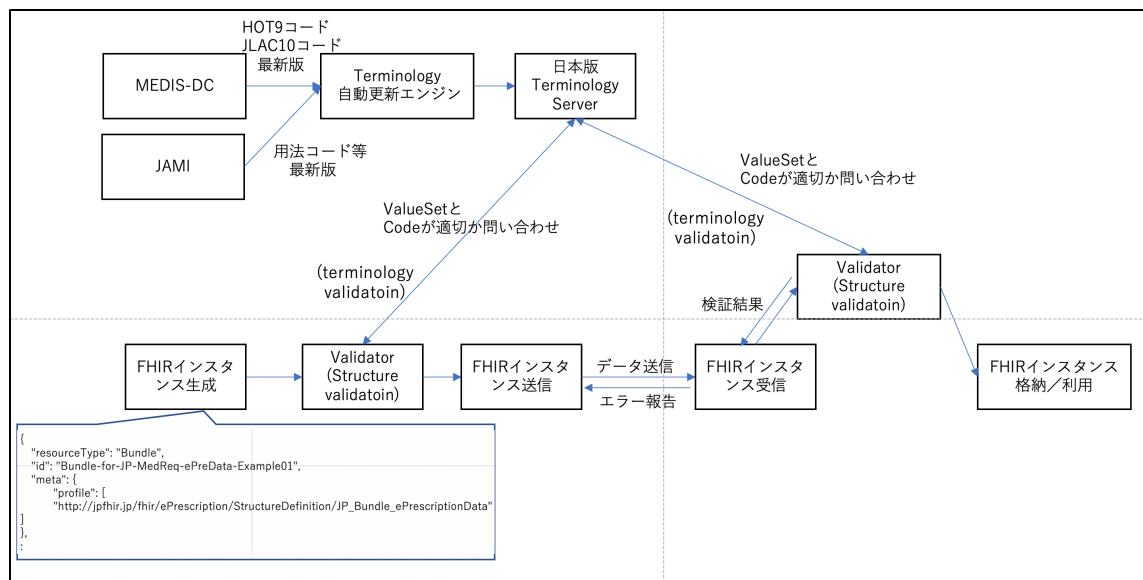 HOT9コード
JLAC10コード
最新版
MEDIS-DC
Terminology
自動更新エンジン
日本版
Terminology
Server
JAMI
用法コード等
最新版
ValueSetと
Codeが適切か問い合わせ
(terminology
validatoin)
ValueSetと
Codeが適切か問い合わせ
(terminology
validatoin)
Validator
(Structure
validatoin)
検証結果
FHIRインスタ
ンス生成
Validator
(Structure
validatoin)
FHIRインスタ
ンス送信
データ送信
エラー報告
FHIRインスタ
ンス受信
FHIRインスタンス
格納／利用
{
"resourceType": "Bundle",
"id": "Bundle-for-JP-MedReq-ePreData-Example01",
"meta": {
"profile": [
"http://jpfhir.jp/fhir/ePrescription/StructureDefinition/JP_Bundle_ePrescriptionData"
]
},
: